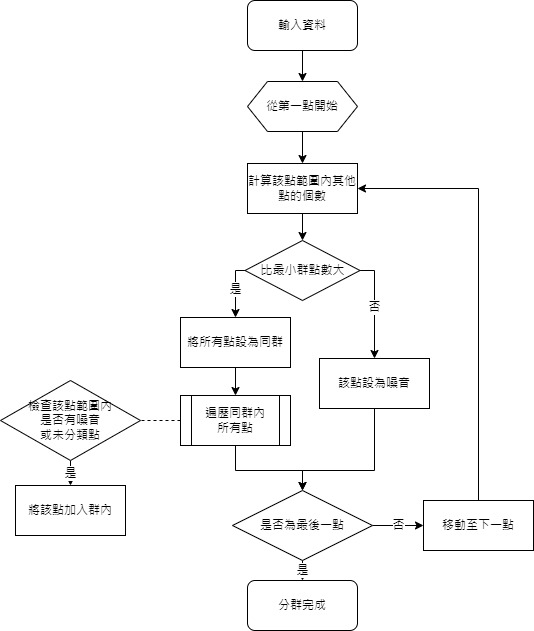 輸入資料
從第一點開始
計算該點範圍內其他
點的個數
比最小群點數大
是
否
將所有點設為同群
該點設為噪音
檢查該點範圍內
是否有噪音
或未分類點
遍歷同群內
所有點
是
將該點加入群內
是否為最後一點
否
移動至下一點
是
分群完成